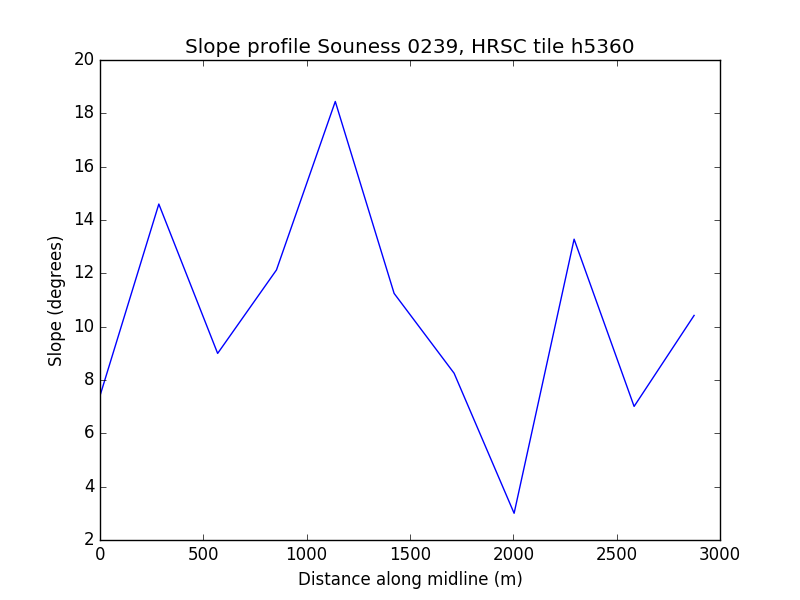 Slope profile Souness 0239, HRSC tile h5360
20
18
16
14
12
10
8
6
4
2
Slope (degrees)
0 500 1000 1500 2000 2500 3000
Distance along midline (m)